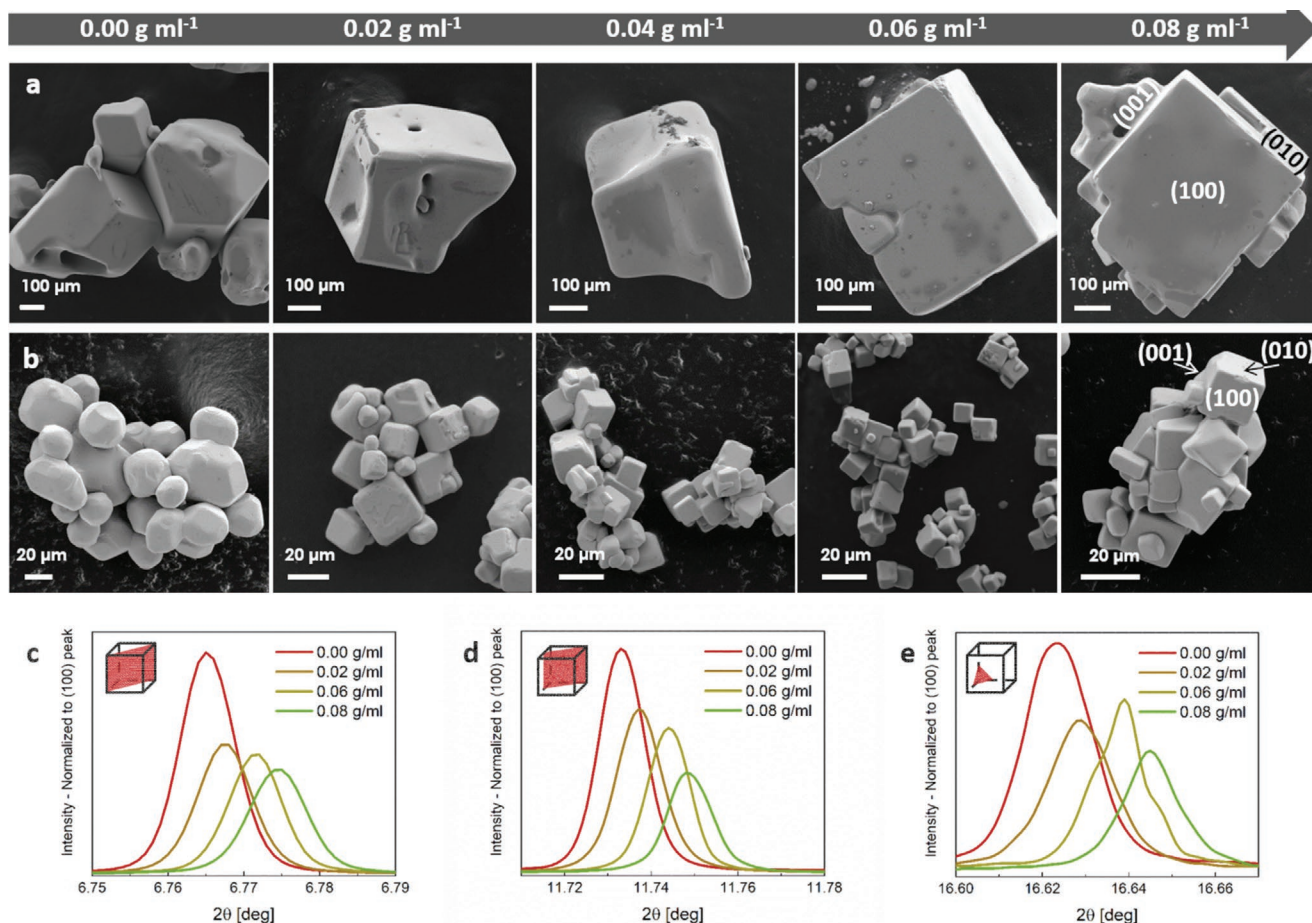 0.00 g ml-1 0.02 g ml-1 0.04 g ml-1 0.06 g ml-1 0.08 g ml-1
a
(001)
(010)
(100)
100 µm 100 µm 100 µm 100 µm 100 µm
b
(001) (010)
(100)
20 µm 20 µm 20 µm 20 µm 20 µm
c
Intensity - Normalized to (100) peak
0.00 g/ml
0.02 g/ml
0.06 g/ml
0.08 g/ml
6.75 6.76 6.77 6.78 6.79
2θ [deg]
d
Intensity - Normalized to (100) peak
0.00 g/ml
0.02 g/ml
0.06 g/ml
0.08 g/ml
11.72 11.74 11.76 11.78
2θ [deg]
e
Intensity - Normalized to (100) peak
0.00 g/ml
0.02 g/ml
0.06 g/ml
0.08 g/ml
16.60 16.62 16.64 16.66
2θ [deg]